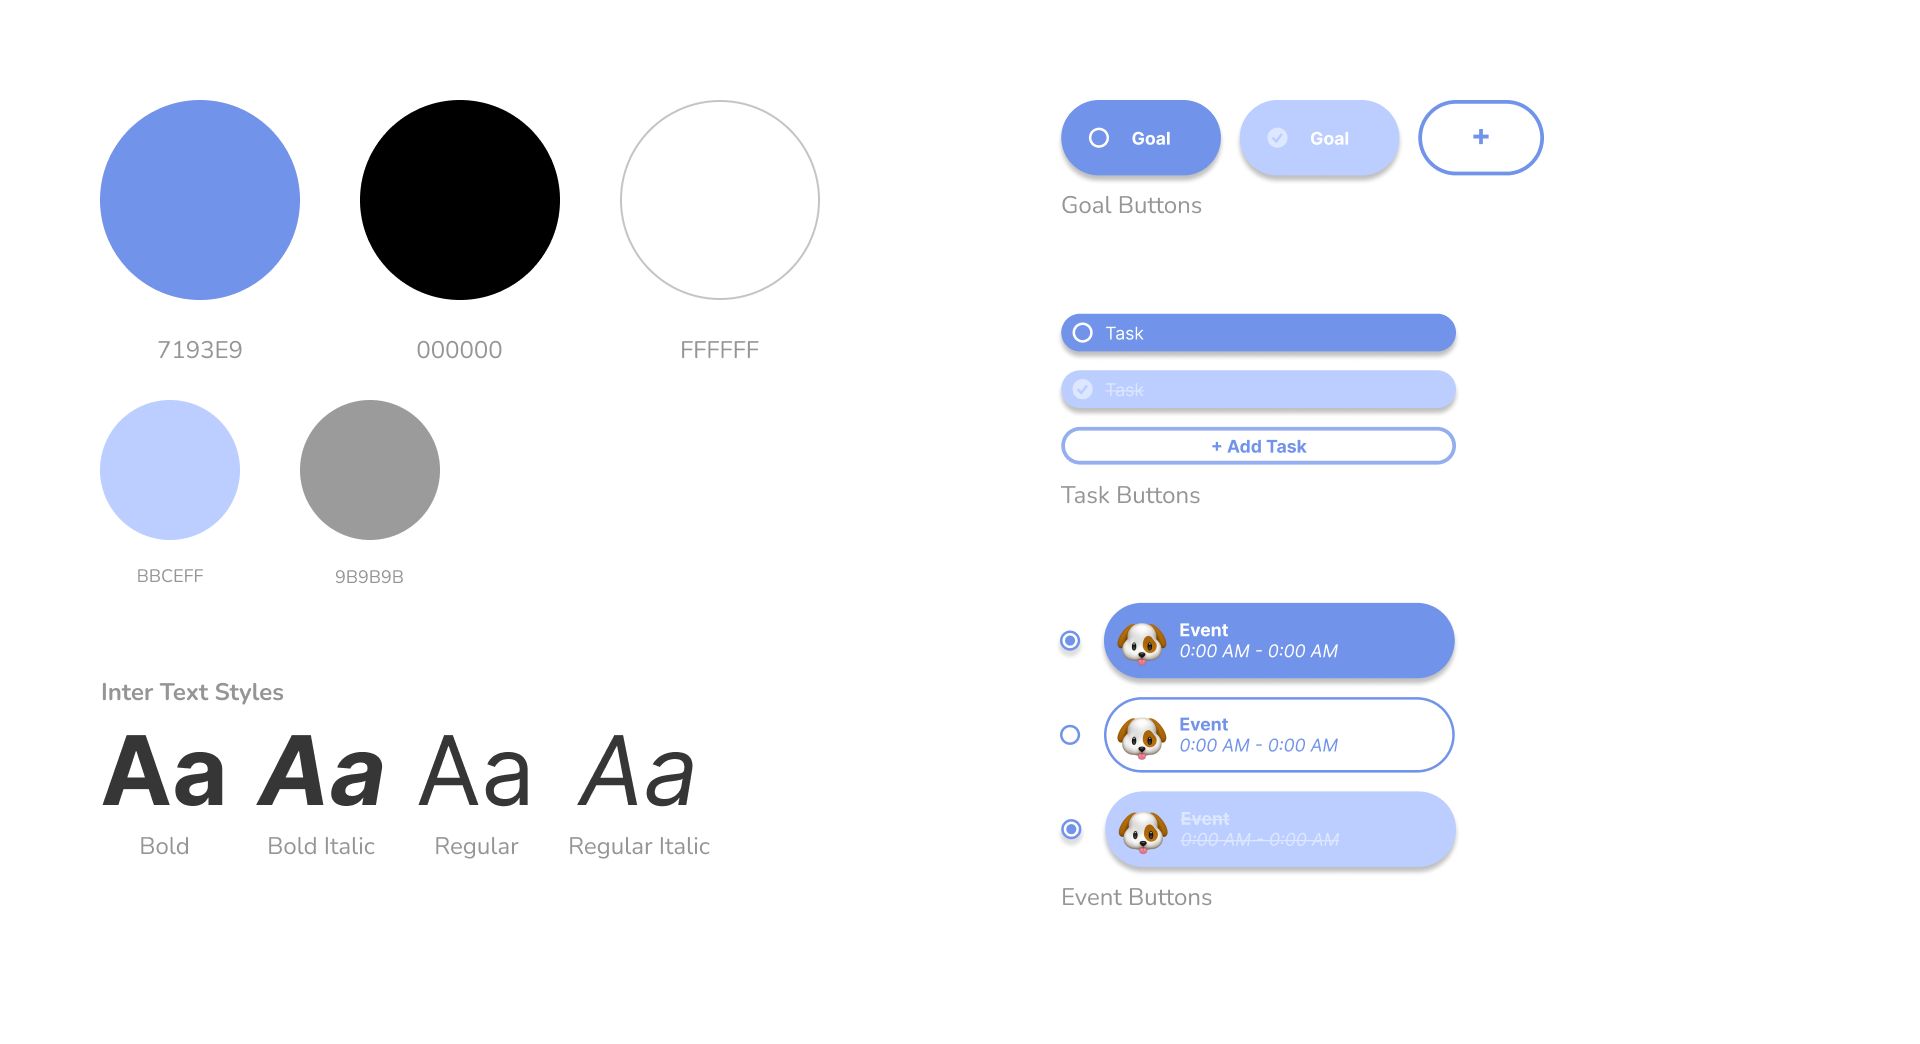 7193E9
000000
FFFFFF
BBCEFF
9B9B9B
Inter Text Styles
Aa Aa Aa Aa
Bold Bold Italic Regular Regular Italic
Goal Goal +
Goal Buttons
Task
Task
+ Add Task
Task Buttons
Event
0:00 AM - 0:00 AM
Event
0:00 AM - 0:00 AM
Event
0:00 AM - 0:00 AM
Event Buttons